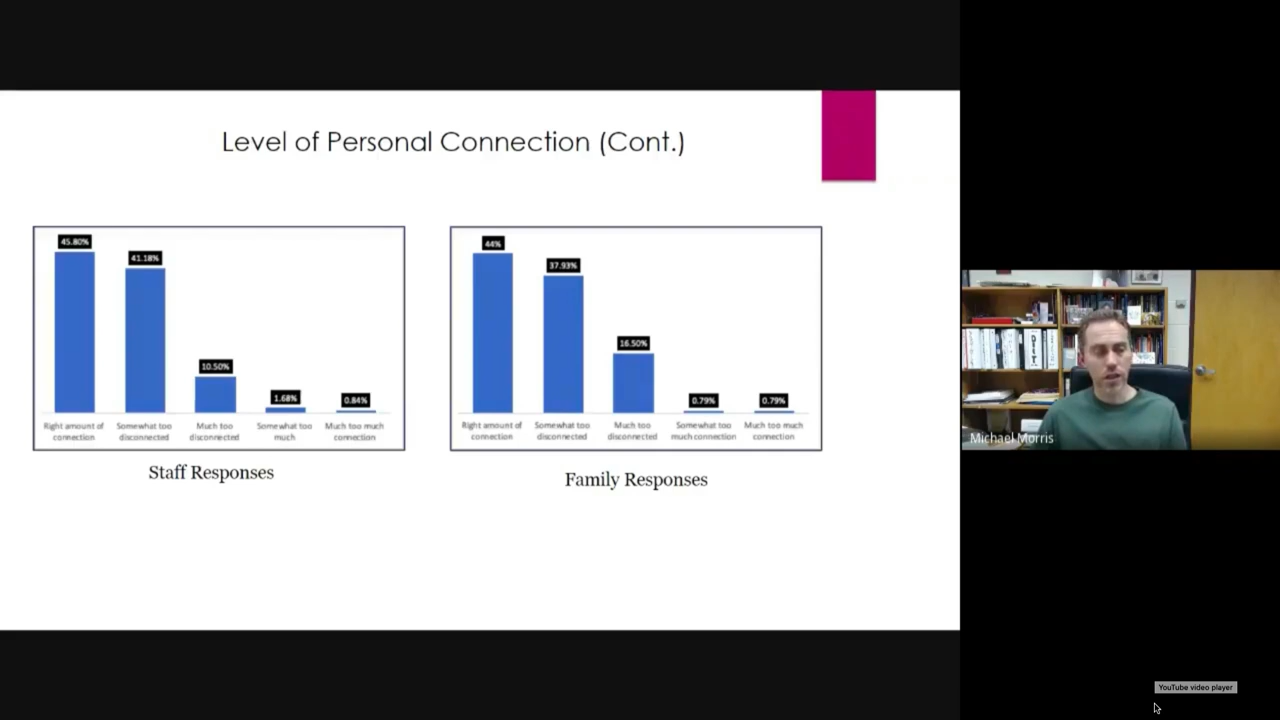 Level of Personal Connection (Cont.)
45.80%
41.18%
10.50%
1.68%
0.84%
Right amount of
connection
Somewhat too
disconnected
Much too
disconnected
Somewhat too
much
Much too much
connection
Staff Responses
44%
37.93%
16.50%
0.79%
0.79%
Right amount of
connection
Somewhat too
disconnected
Much too
disconnected
Somewhat too
much connection
Much too much
connection
Family Responses
Michael Morris
YouTube video player